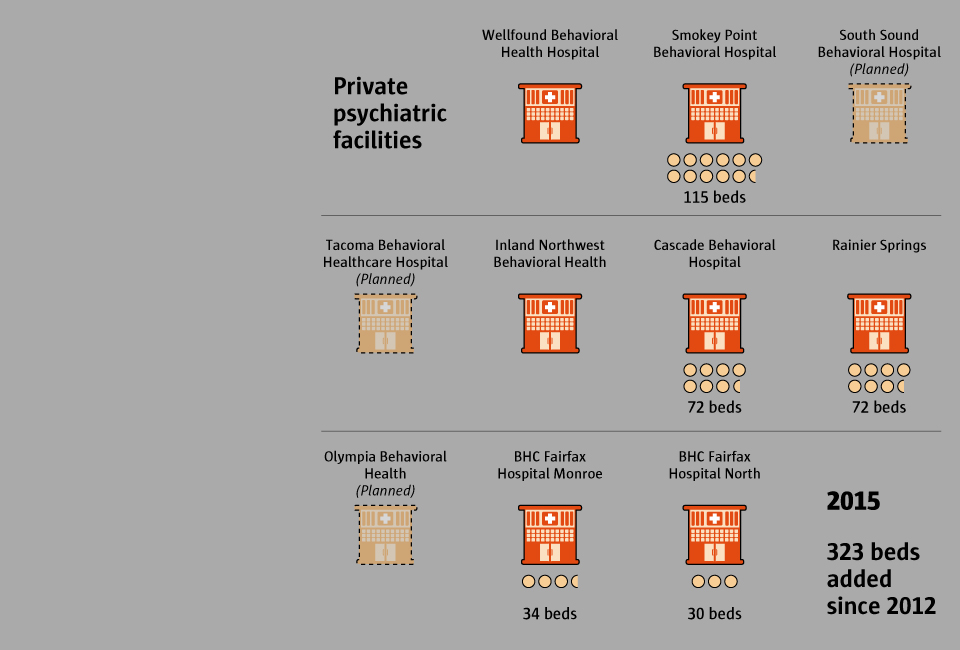 Private
psychiatric
facilities
Wellfound Behavioral
Health Hospital
Smokey Point
Behavioral Hospital
115 beds
South Sound
Behavioral Hospital
(Planned)
Tacoma Behavioral
Healthcare Hospital
(Planned)
Inland Northwest
Behavioral Health
Cascade Behavioral
Hospital
72 beds
Rainier Springs
72 beds
Olympia Behavioral
Health
(Planned)
BHC Fairfax
Hospital Monroe
34 beds
BHC Fairfax
Hospital North
30 beds
2015
323 beds
added
since 2012